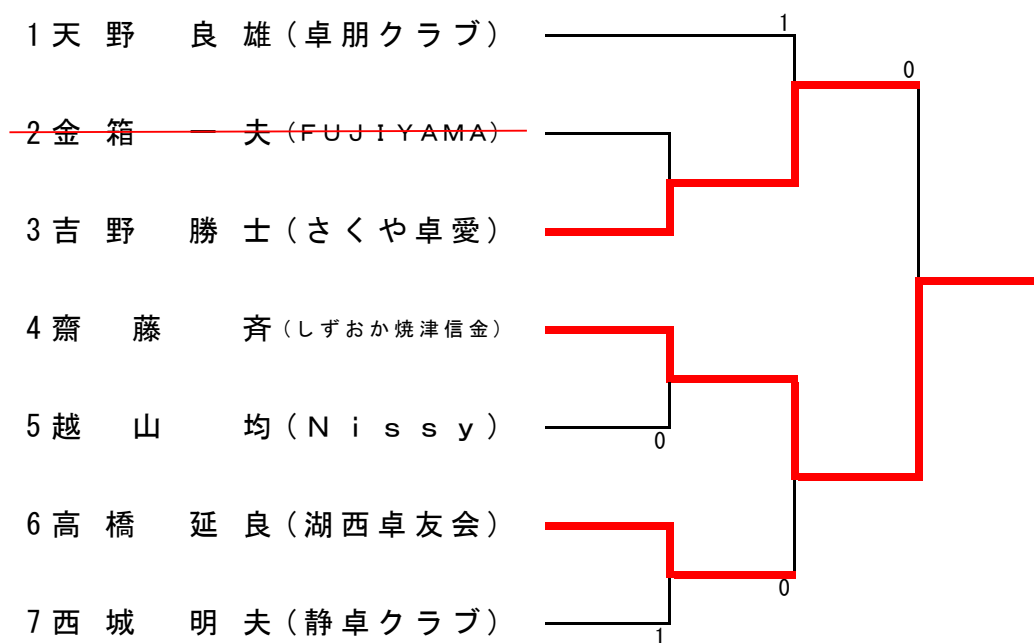 1 天野 良雄 (卓朋クラブ) 1
0
2 金箱 一夫 (FUJIYAMA)
3 吉野 勝士 (さくや卓愛)
4 齋藤 斉 (しずおか焼津信金)
5 越山 均 (Nissy) 0
6 高橋 延良 (湖西卓友会)
0
7 西城 明夫 (静卓クラブ) 1